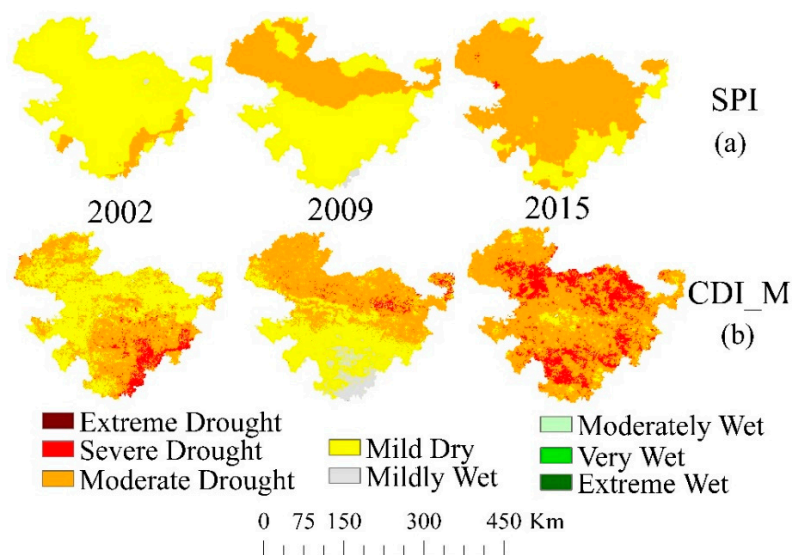 SPI
(a)
2002 2009 2015
CDI_M
(b)
Extreme Drought
Severe Drought
Moderate Drought
Mild Dry
Mildly Wet
Moderately Wet
Very Wet
Extreme Wet
0 75 150 300 450 Km